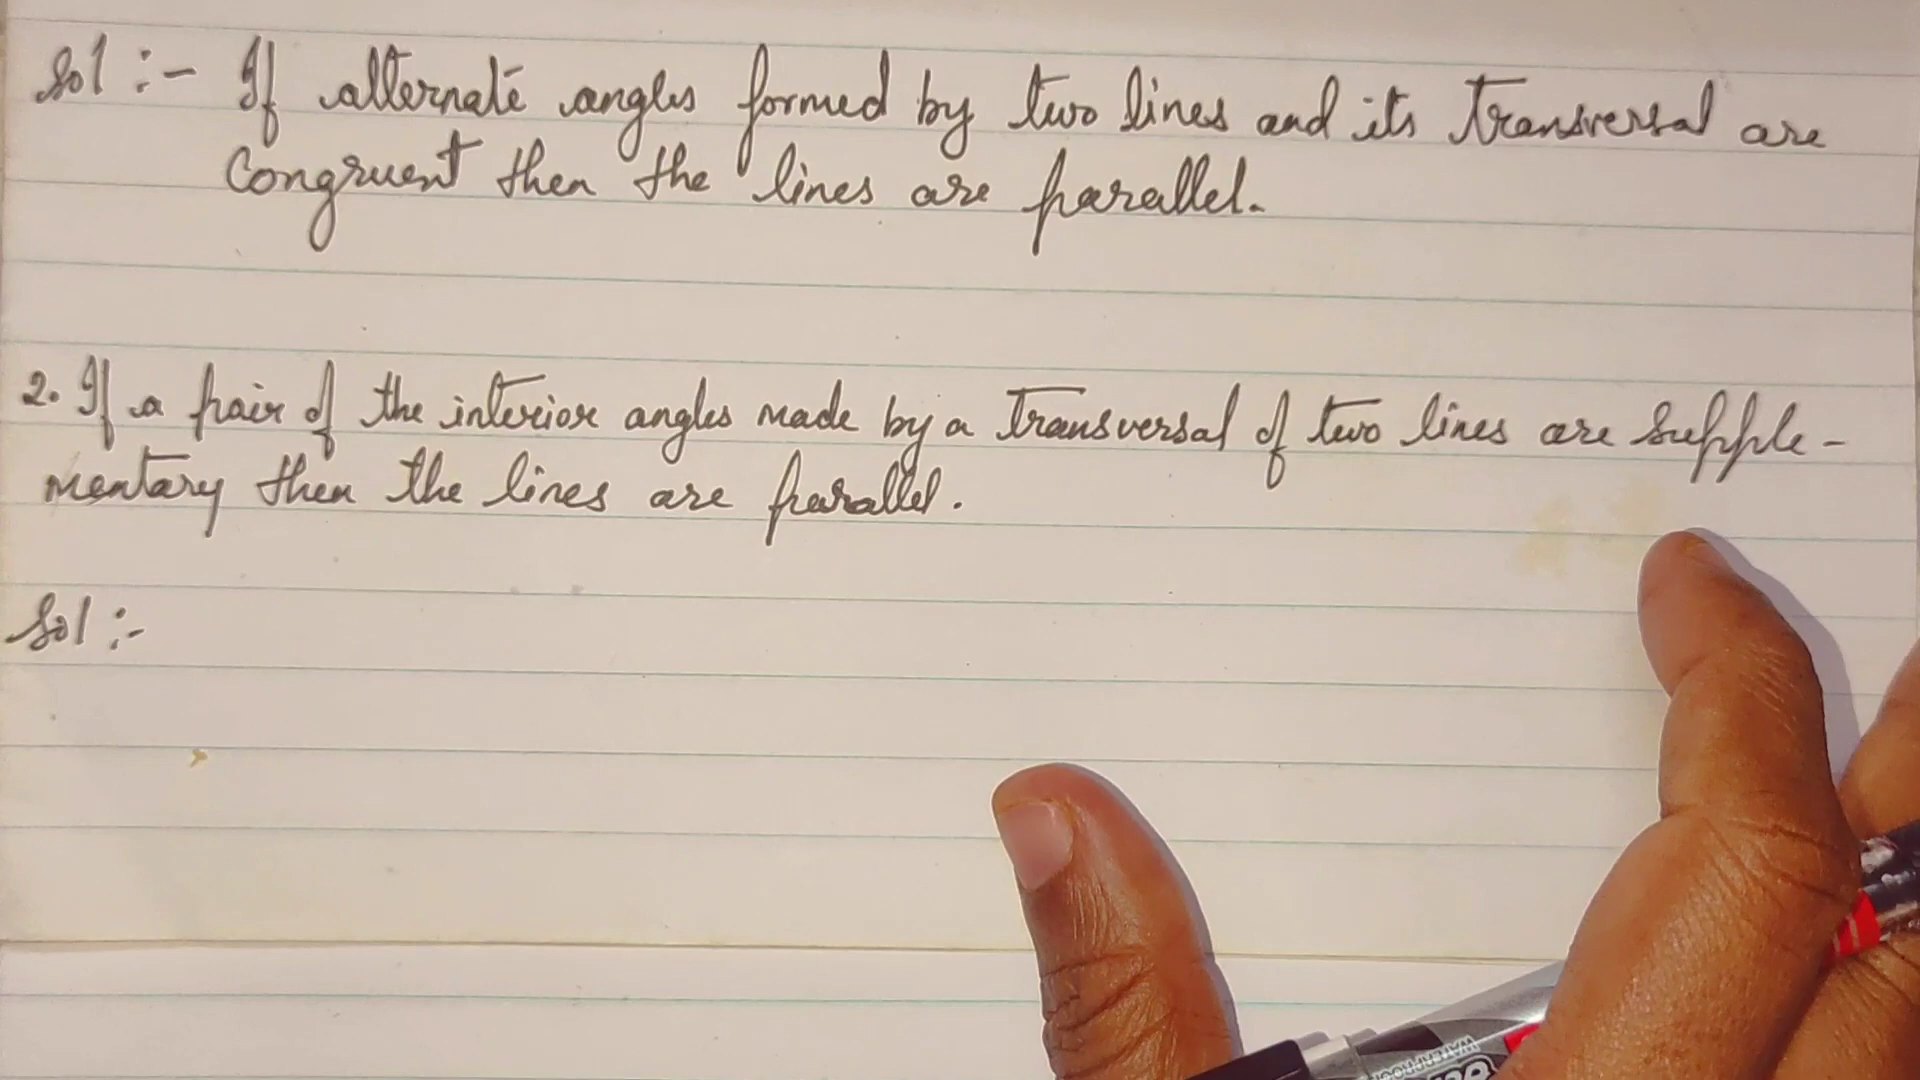 Sol :- If alternate angles formed by two lines and its transversal are
Congruent then the lines are parallel.
2. If a pair of the interior angles made by a transversal of two lines are supple-
mentary then the lines are parallel.
Sol :-
WATERPROOF